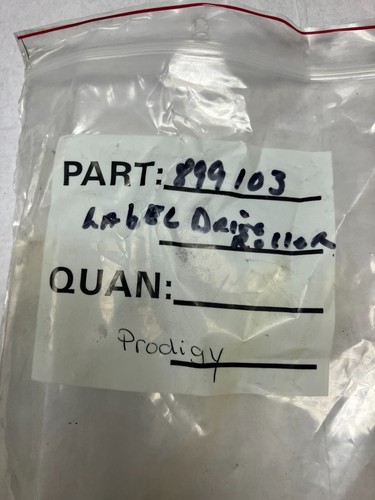 PART: 899103
LAbEL Drive
Roller
QUAN:
Prodigy